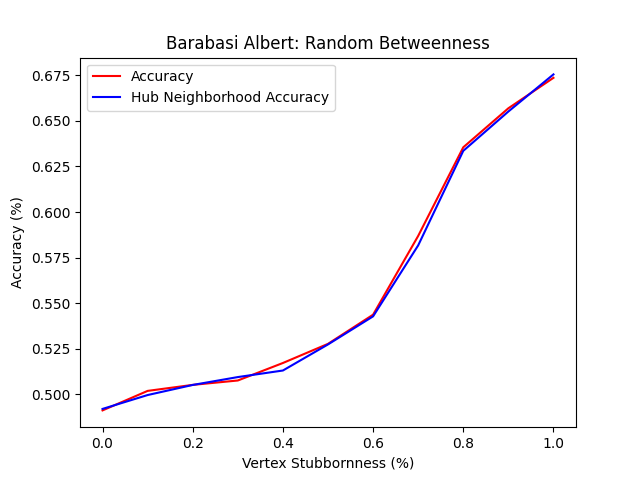 Barabasi Albert: Random Betweenness
Accuracy
Hub Neighborhood Accuracy
Accuracy (%)
0.675
0.650
0.625
0.600
0.575
0.550
0.525
0.500
0.0 0.2 0.4 0.6 0.8 1.0
Vertex Stubbornness (%)